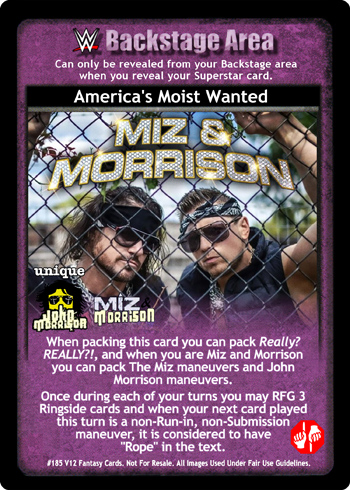 W
Backstage Area
Can only be revealed from your Backstage area
when you reveal your Superstar card.
America's Moist Wanted
MIZ &
MORRISON
unique
John
Morrison
MIZ &
MORRISON
When packing this card you can pack Really?
REALLY?!, and when you are Miz and Morrison
you can pack The Miz maneuvers and John
Morrison maneuvers.
Once during each of your turns you may RFG 3
Ringside cards and when your next card played
this turn is a non-Run-in, non-Submission
maneuver, it is considered to have
"Rope" in the text.
#185 V12 Fantasy Cards. Not For Resale. All Images Used Under Fair Use Guidelines.